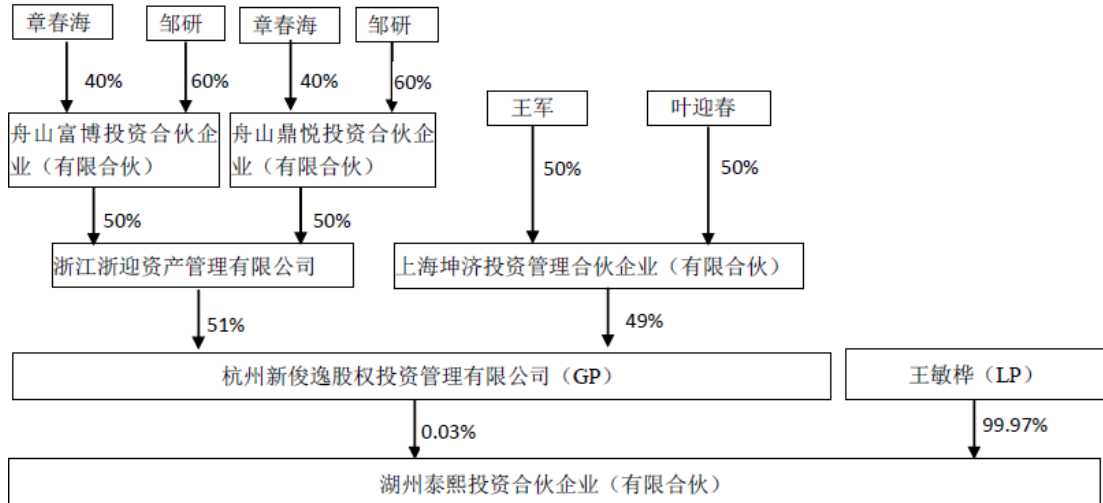 章春海
邹研
章春海
邹研
40%
60%
40%
60%
王军
叶迎春
舟山富博投资合伙企
业（有限合伙）
舟山鼎悦投资合伙企
业（有限合伙）
50%
50%
50%
50%
浙江浙迎资产管理有限公司
上海坤济投资管理合伙企业（有限合伙）
51%
49%
杭州新俊逸股权投资管理有限公司（GP）
王敏桦（LP）
0.03%
99.97%
湖州泰熙投资合伙企业（有限合伙）